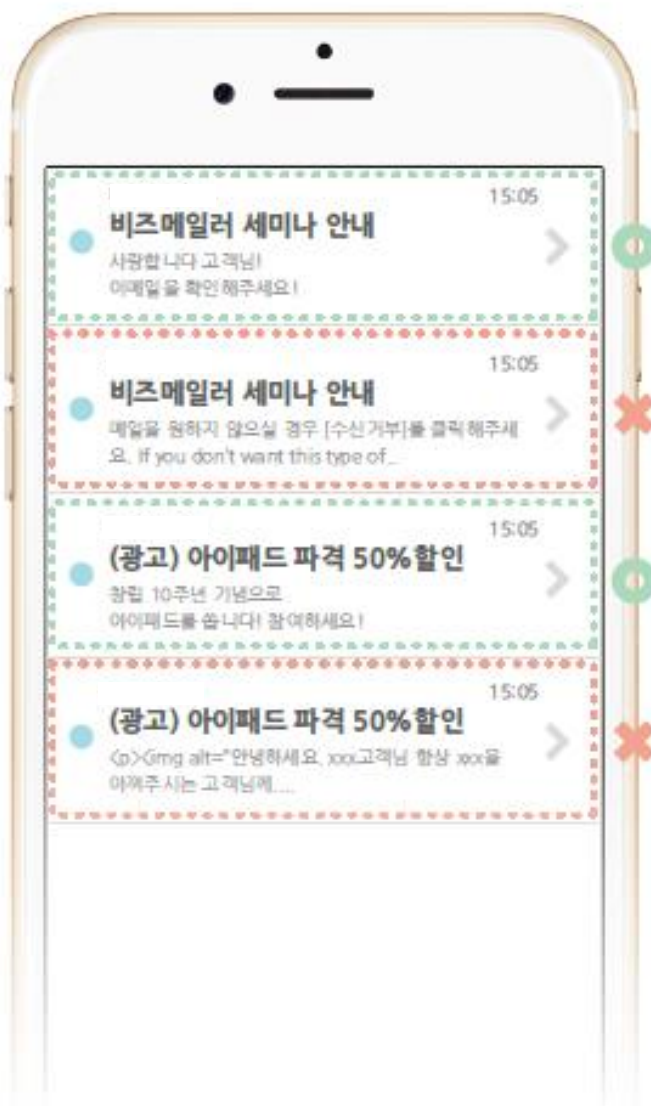 15:05
비즈메일러 세미나 안내
사랑합니다 고객님!
이메일을 확인해주세요!
15:05
비즈메일러 세미나 안내
메일을 원하지 않으실 경우 [수신거부]를 클릭해주세
요. If you don't want this type of...
15:05
(광고) 아이패드 파격 50%할인
창립 10주년 기념으로
아이패드를 쏩니다! 참여하세요!
15:05
(광고) 아이패드 파격 50%할인
<p><img alt="안녕하세요, xxx고객님 항상 xxx을
아껴주시는 고객님께....